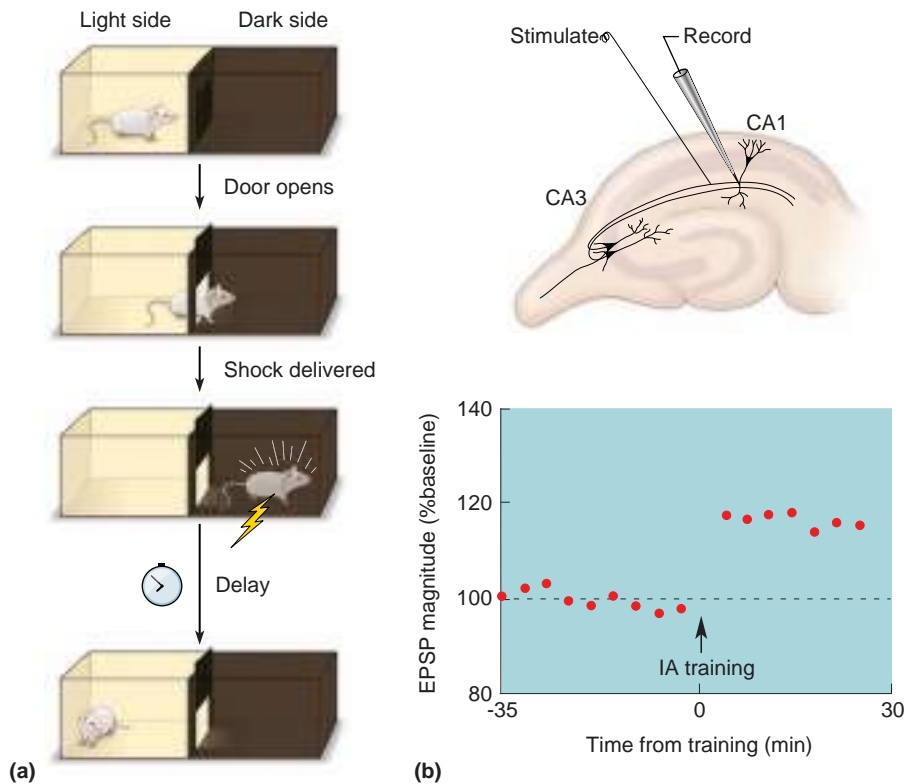 Light side
Dark side
Door opens
Shock delivered
Delay
(a)
Stimulate
Record
CA1
CA3
EPSP magnitude (%baseline)
140
120
100
80
IA training
-35
0
30
Time from training (min)
(b)